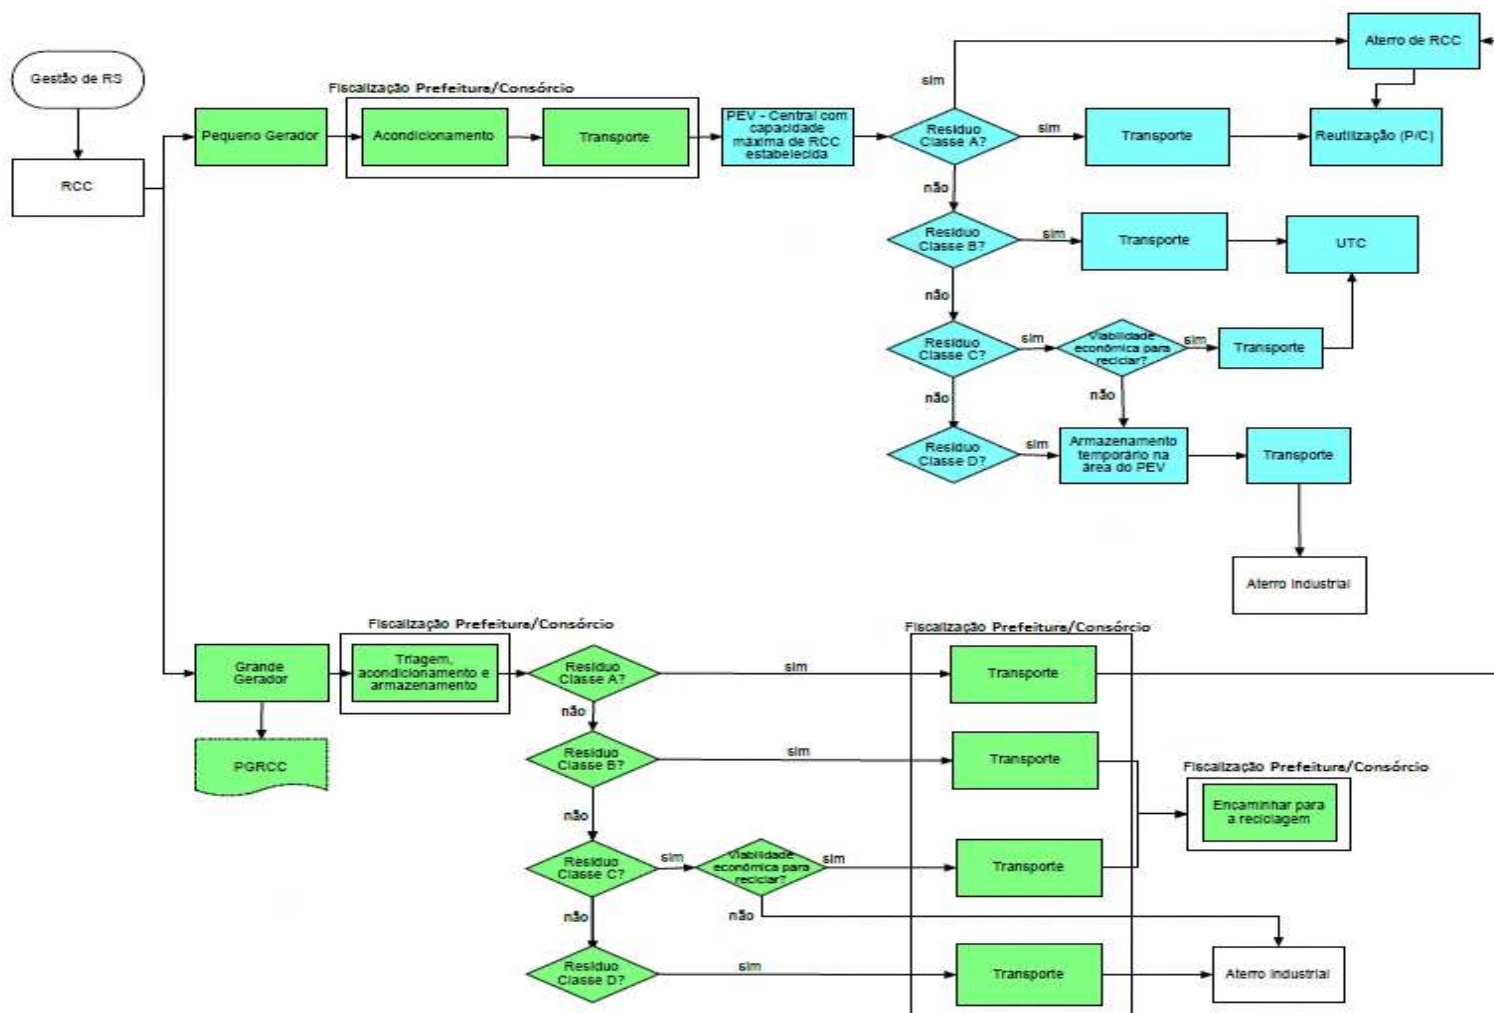 Gestão de RS
RCC
Fiscalização Prefeitura/Consórcio
Pequeno Gerador
Acondicionamento
Transporte
PEV - Central com
capacidade
máxima de RCC
estabelecida
Resíduo
Classe A?
sim
Aterro de RCC
sim
Transporte
Reutilização (P/C)
não
Resíduo
Classe B?
sim
Transporte
UTC
não
Resíduo
Classe C?
sim
Viabilidade
econômica para
reciclar?
sim
Transporte
não
não
Resíduo
Classe D?
sim
Armazenamento
temporário na
área do PEV
Transporte
Aterro Industrial
Fiscalização Prefeitura/Consórcio
Grande
Gerador
Triagem,
acondicionamento e
armazenamento
PGRCC
Resíduo
Classe A?
sim
Fiscalização Prefeitura/Consórcio
Transporte
não
Resíduo
Classe B?
sim
Transporte
Fiscalização Prefeitura/Consórcio
Encaminhar para
a reciclagem
não
Resíduo
Classe C?
sim
Viabilidade
econômica para
reciclar?
sim
Transporte
não
não
Resíduo
Classe D?
sim
Transporte
Aterro Industrial